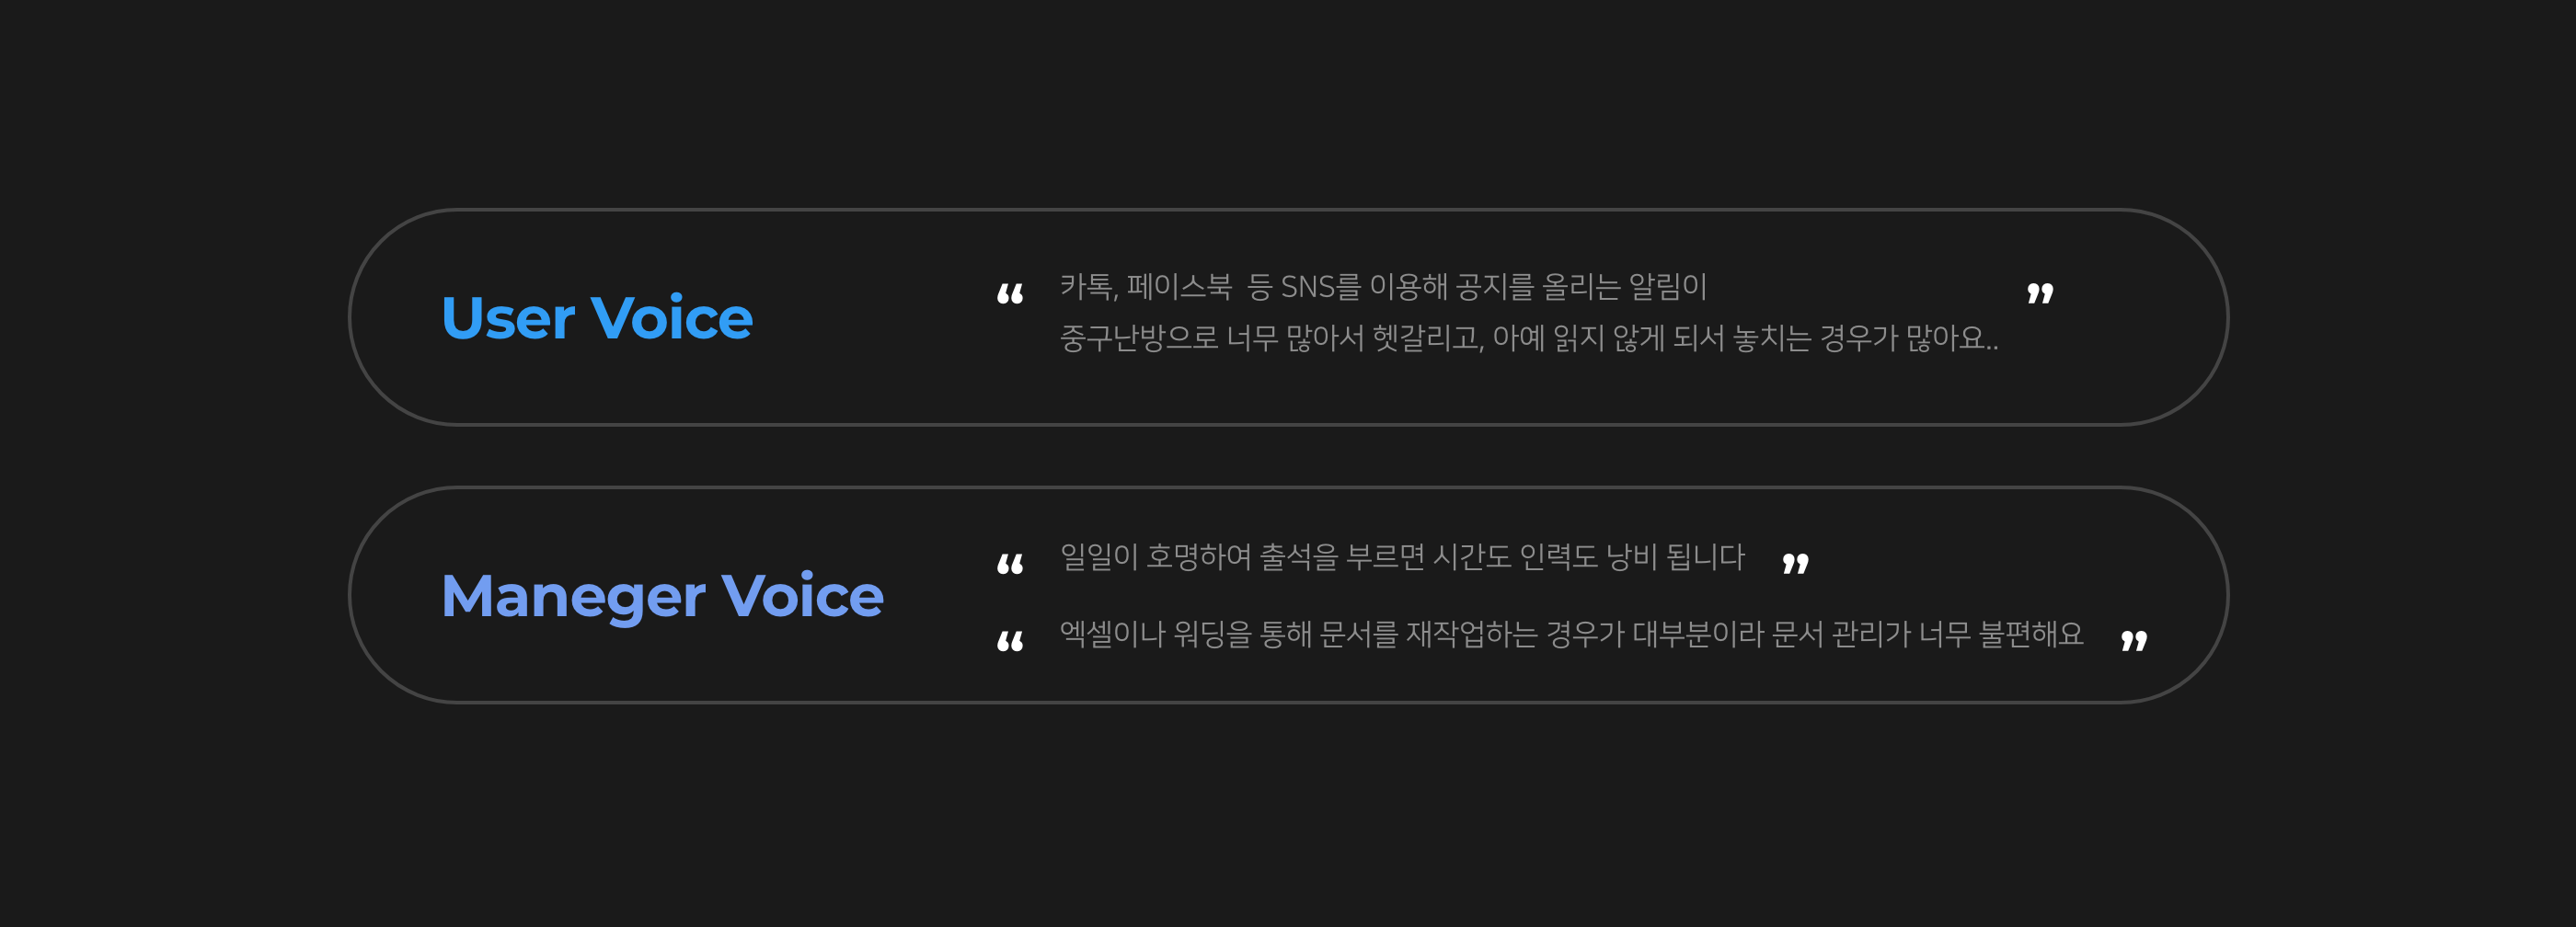 User Voice
“ 카톡, 페이스북 등 SNS를 이용해 공지를 올리는 알림이 ”
중구난방으로 너무 많아서 헷갈리고, 아예 읽지 않게 되서 놓치는 경우가 많아요..
Maneger Voice
“ 일일이 호명하여 출석을 부르면 시간도 인력도 낭비 됩니다 ”
“ 엑셀이나 워딩을 통해 문서를 재작업하는 경우가 대부분이라 문서 관리가 너무 불편해요 ”